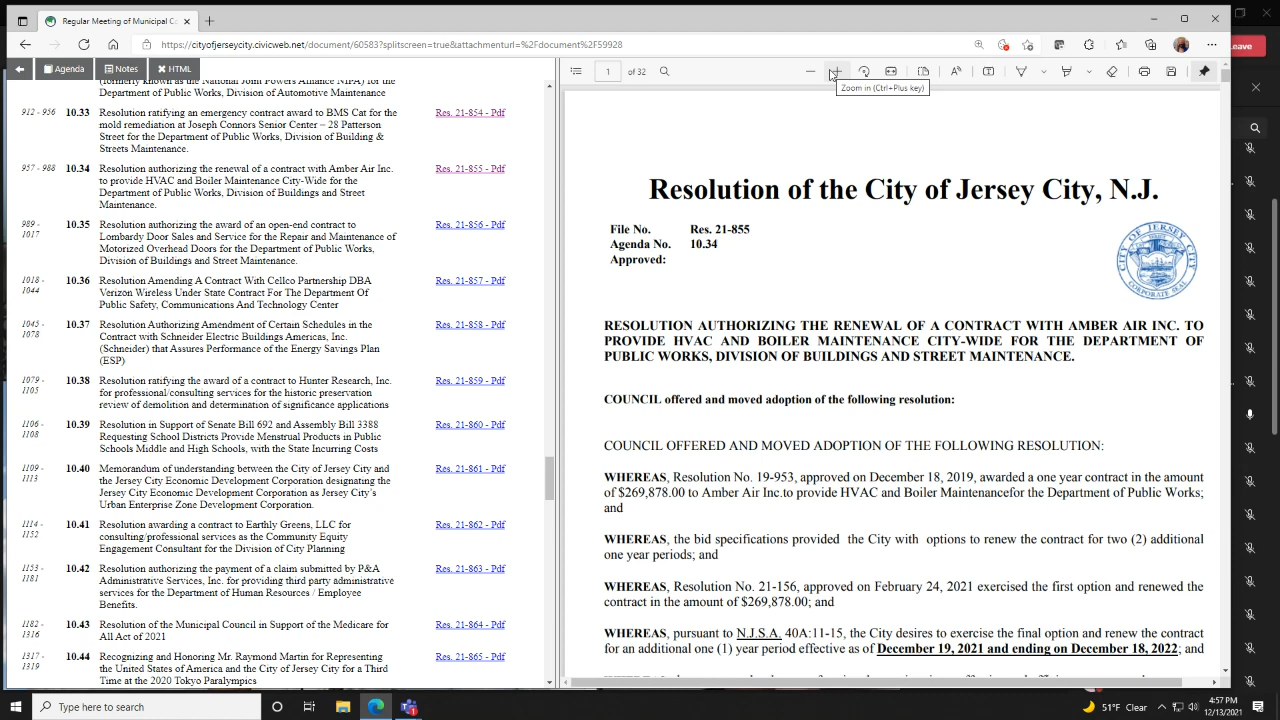 Regular Meeting of Municipal Co
https://cityofjerseycity.civicweb.net/document/60583?splitscreen=true&attachmenturl=%2Fdocument%2F59928
Leave
Agenda
Notes
HTML
1 of 32
Zoom in (Ctrl+Plus key)
(formerly known as the National Joint Powers Alliance NJPA) for the
Department of Public Works, Division of Automotive Maintenance
912 - 956 10.33 Resolution ratifying an emergency contract award to BMS Cat for the Res. 21-854 - Pdf
mold remediation at Joseph Connors Senior Center – 28 Patterson
Street for the Department of Public Works, Division of Building &
Streets Maintenance.
957 - 988 10.34 Resolution authorizing the renewal of a contract with Amber Air Inc. Res. 21-855 - Pdf
to provide HVAC and Boiler Maintenance City-Wide for the
Department of Public Works, Division of Buildings and Street
Maintenance.
989 - 10.35 Resolution authorizing the award of an open-end contract to Res. 21-856 - Pdf
1017 Lombardy Door Sales and Service for the Repair and Maintenance of
Motorized Overhead Doors for the Department of Public Works,
Division of Buildings and Street Maintenance.
1018 - 10.36 Resolution Amending A Contract With Cellco Partnership DBA Res. 21-857 - Pdf
1044 Verizon Wireless Under State Contract For The Department Of
Public Safety, Communications And Technology Center
1045 - 10.37 Resolution Authorizing Amendment of Certain Schedules in the Res. 21-858 - Pdf
1078 Contract with Schneider Electric Buildings Americas, Inc.
(Schneider) that Assures Performance of the Energy Savings Plan
(ESP)
1079 - 10.38 Resolution ratifying the award of a contract to Hunter Research, Inc. Res. 21-859 - Pdf
1105 for professional/consulting services for the historic preservation
review of demolition and determination of significance applications
1106 - 10.39 Resolution in Support of Senate Bill 692 and Assembly Bill 3388 Res. 21-860 - Pdf
1108 Requesting School Districts Provide Menstrual Products in Public
Schools Middle and High Schools, with the State Incurring Costs
1109 - 10.40 Memorandum of understanding between the City of Jersey City and Res. 21-861 - Pdf
1113 the Jersey City Economic Development Corporation designating the
Jersey City Economic Development Corporation as Jersey City’s
Urban Enterprise Zone Development Corporation.
1114 - 10.41 Resolution awarding a contract to Earthly Greens, LLC for Res. 21-862 - Pdf
1152 consulting/professional services as the Community Equity
Engagement Consultant for the Division of City Planning
1153 - 10.42 Resolution authorizing the payment of a claim submitted by P&A Res. 21-863 - Pdf
1181 Administrative Services, Inc. for providing third party administrative
services for the Department of Human Resources / Employee
Benefits.
1182 - 10.43 Resolution of the Municipal Council in Support of the Medicare for Res. 21-864 - Pdf
1316 All Act of 2021
1317 - 10.44 Recognizing and Honoring Mr. Raymond Martin for Representing Res. 21-865 - Pdf
1319 the United States of America and the City of Jersey City for a Third
Time at the 2020 Tokyo Paralympics
Resolution of the City of Jersey City, N.J.
File No. Res. 21-855
Agenda No. 10.34
Approved:
CITY OF JERSEY CITY
CORPORATE SEAL
RESOLUTION AUTHORIZING THE RENEWAL OF A CONTRACT WITH AMBER AIR INC. TO
PROVIDE HVAC AND BOILER MAINTENANCE CITY-WIDE FOR THE DEPARTMENT OF
PUBLIC WORKS, DIVISION OF BUILDINGS AND STREET MAINTENANCE.
COUNCIL offered and moved adoption of the following resolution:
COUNCIL OFFERED AND MOVED ADOPTION OF THE FOLLOWING RESOLUTION:
WHEREAS, Resolution No. 19-953, approved on December 18, 2019, awarded a one year contract in the amount
of $269,878.00 to Amber Air Inc.to provide HVAC and Boiler Maintenancefor the Department of Public Works;
and
WHEREAS, the bid specifications provided the City with options to renew the contract for two (2) additional
one year periods; and
WHEREAS, Resolution No. 21-156, approved on February 24, 2021 exercised the first option and renewed the
contract in the amount of $269,878.00; and
WHEREAS, pursuant to N.J.S.A. 40A:11-15, the City desires to exercise the final option and renew the contract
for an additional one (1) year period effective as of December 19, 2021 and ending on December 18, 2022; and
Type here to search
51°F Clear
4:57 PM
12/13/2021